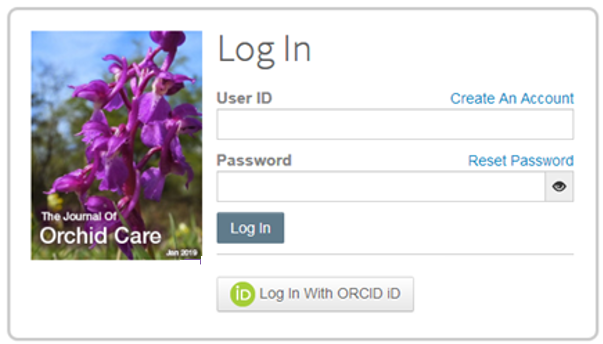 Log In
User ID
Create An Account
Password
Reset Password
Log In
iD Log In With ORCID iD
The Journal Of
Orchid Care
Jan 2019